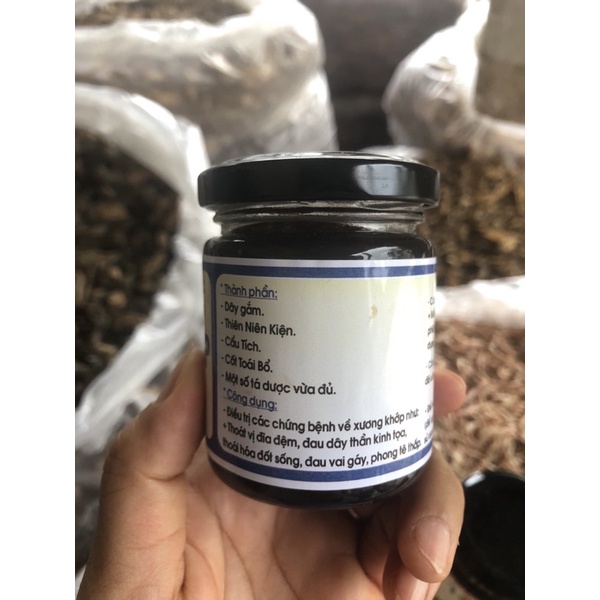 * Thành phần:
- Dây gắm.
- Thiên Niên Kiện.
- Cẩu Tích.
- Cốt Toái Bổ.
- Một số tá dược vừa đủ.
* Công dụng:
- Điều trị các chứng bệnh về xương khớp như:
+ Thoát vị đĩa đệm, đau dây thần kinh tọa,
thoái hóa đốt sống, đau vai gáy, phong tê thấp